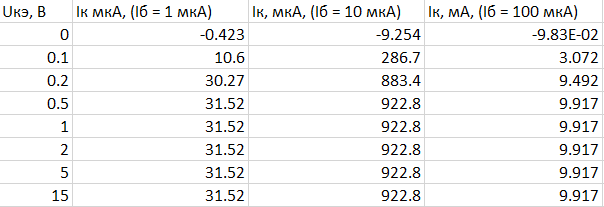 Uкэ, В Iк мкА, (Iб = 1 мкА) Iк, мкА, (Iб = 10 мкА) Iк, мА, (Iб = 100 мкА)
0 -0.423 -9.254 -9.83E-02
0.1 10.6 286.7 3.072
0.2 30.27 883.4 9.492
0.5 31.52 922.8 9.917
1 31.52 922.8 9.917
2 31.52 922.8 9.917
5 31.52 922.8 9.917
15 31.52 922.8 9.917